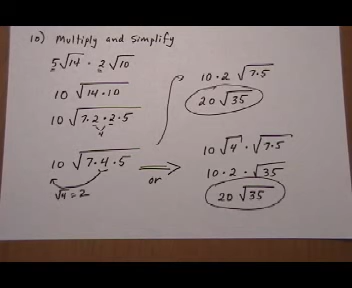 10) Multiply and simplify
5√14 · 2√10
10 √14·10
10 √7·2·2·5
4
10 √7·4·5
√4 = 2
or
10·2 √7·5
20 √35
10 √4 · √7·5
10 · 2 · √35
20 √35